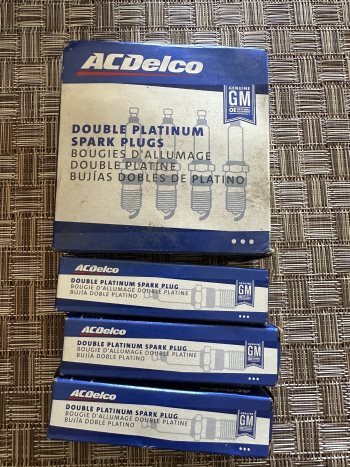 ACDelco
GENUINE
GM
OE
DOUBLE PLATINUM
SPARK PLUGS
BOUGIES D'ALLUMAGE
DOUBLE PLATINE
BUJÍAS DOBLES DE PLATINO
ACDelco
DOUBLE PLATINUM SPARK PLUG
BOUGIE D'ALLUMAGE DOUBLE PLATINE
BUJÍA DOBLE PLATINO
GM
ACDelco
DOUBLE PLATINUM SPARK PLUG
BOUGIE D'ALLUMAGE DOUBLE PLATINE
BUJÍA DOBLE PLATINO
GM
ACDelco
DOUBLE PLATINUM SPARK PLUG
BOUGIE D'ALLUMAGE DOUBLE PLATINE
BUJÍA DOBLE PLATINO
GM